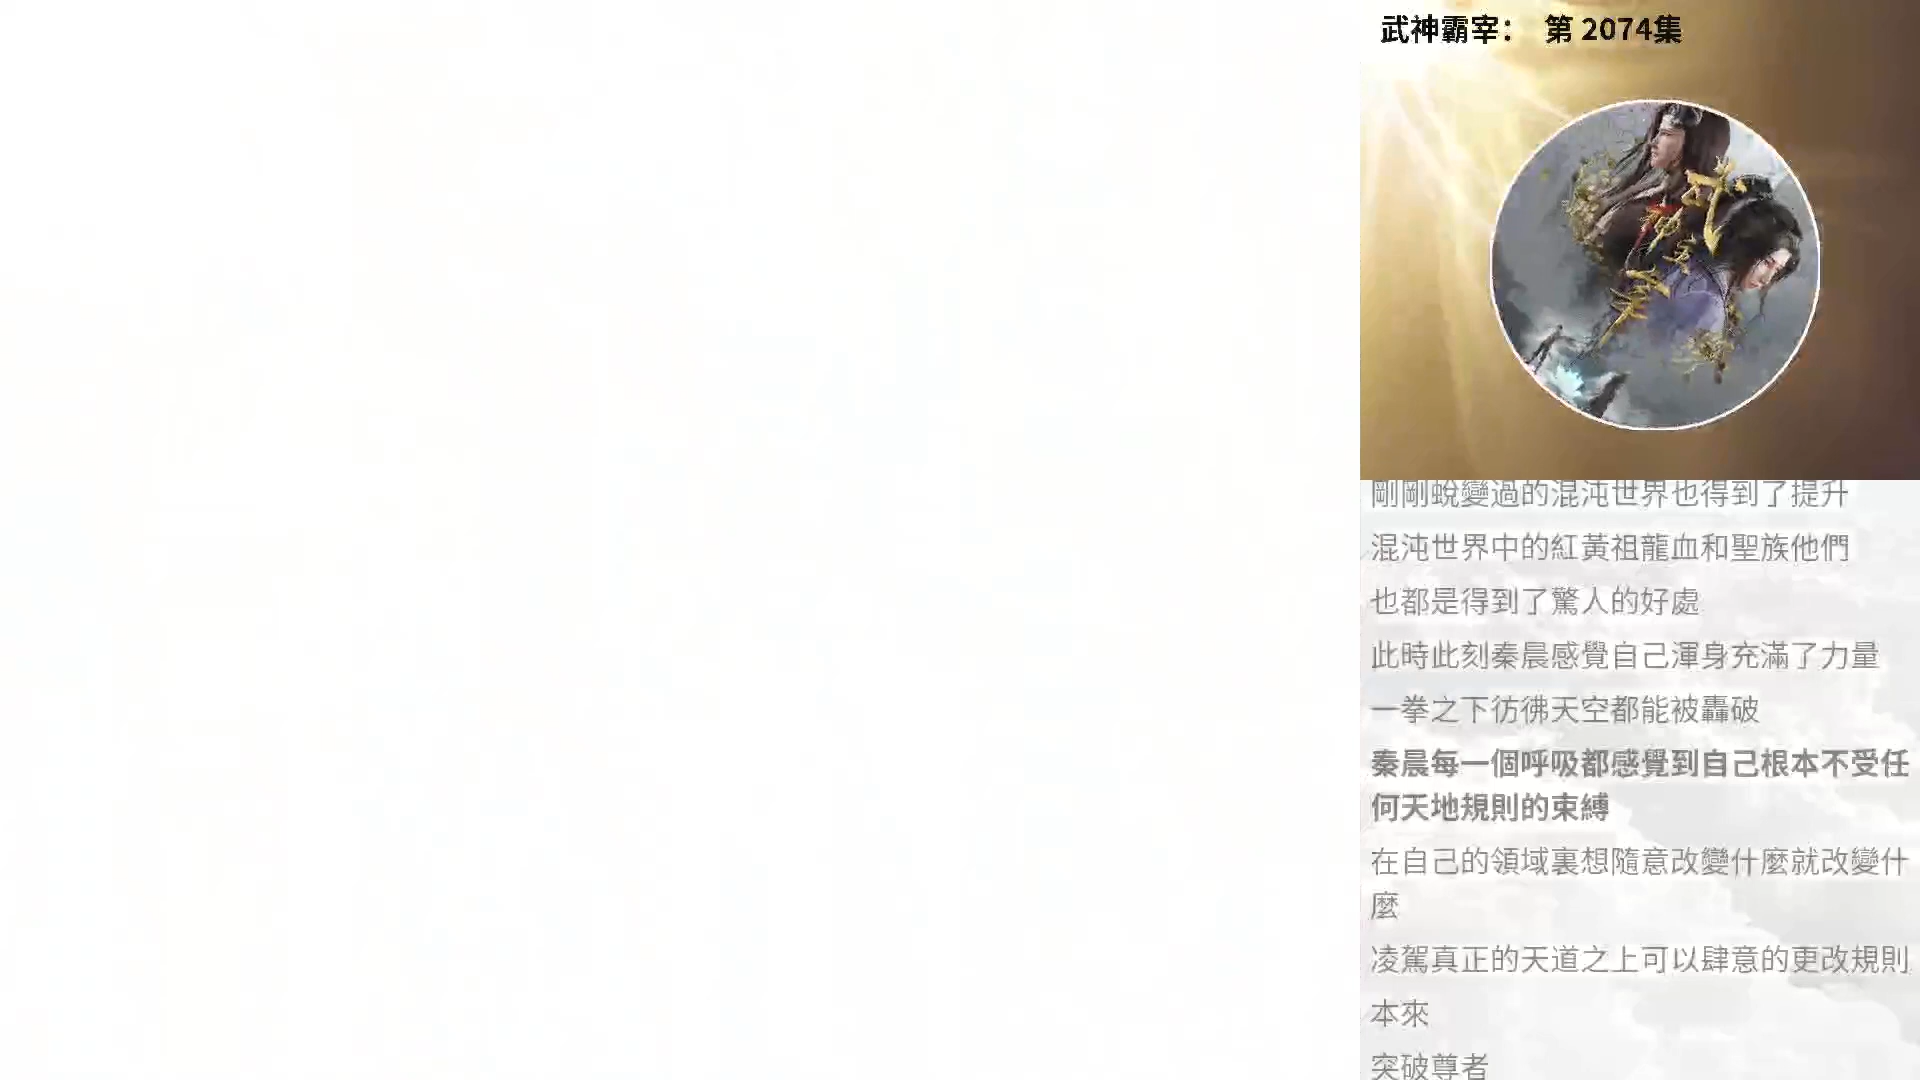 武神霸宰： 第 2074集
武神主宰
剛剛蛻變過的混沌世界也得到了提升
混沌世界中的紅黃祖龍血和聖族他們
也都是得到了驚人的好處
此時此刻秦晨感覺自己渾身充滿了力量
一拳之下彷彿天空都能被轟破
秦晨每一個呼吸都感覺到自己根本不受任
何天地規則的束縛
在自己的領域裏想隨意改變什麼就改變什
麼
凌駕真正的天道之上可以肆意的更改規則
本來
突破尊者